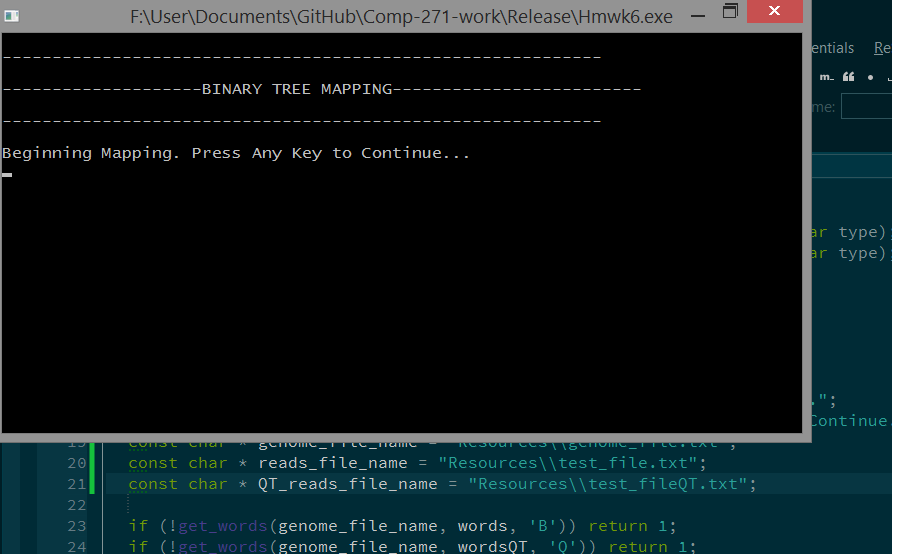 F:\User\Documents\GitHub\Comp-271-work\Release\Hmwk6.exe
------------------------------------------------------------
--------------------BINARY TREE MAPPING-------------------------
------------------------------------------------------------
Beginning Mapping. Press Any Key to Continue...
entials Re
m-
me:
ar type);
ar type);
.";
Continue.
19 const char * genome_file_name = "Resources\\genome_file.txt";
20 const char * reads_file_name = "Resources\\test_file.txt";
21 const char * QT_reads_file_name = "Resources\\test_fileQT.txt";
22
23 if (!get_words(genome_file_name, words, 'B')) return 1;
24 if (!get_words(genome_file_name, wordsQT, 'Q')) return 1;